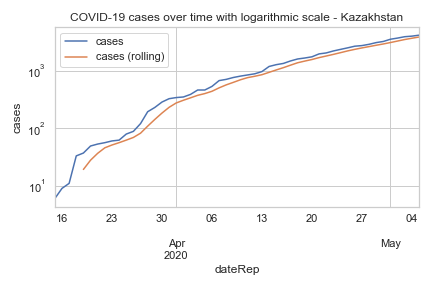 COVID-19 cases over time with logarithmic scale - Kazakhstan
cases
cases (rolling)
cases
10³
10²
10¹
16 23 30 06 13 20 27 04
Apr May
2020
dateRep